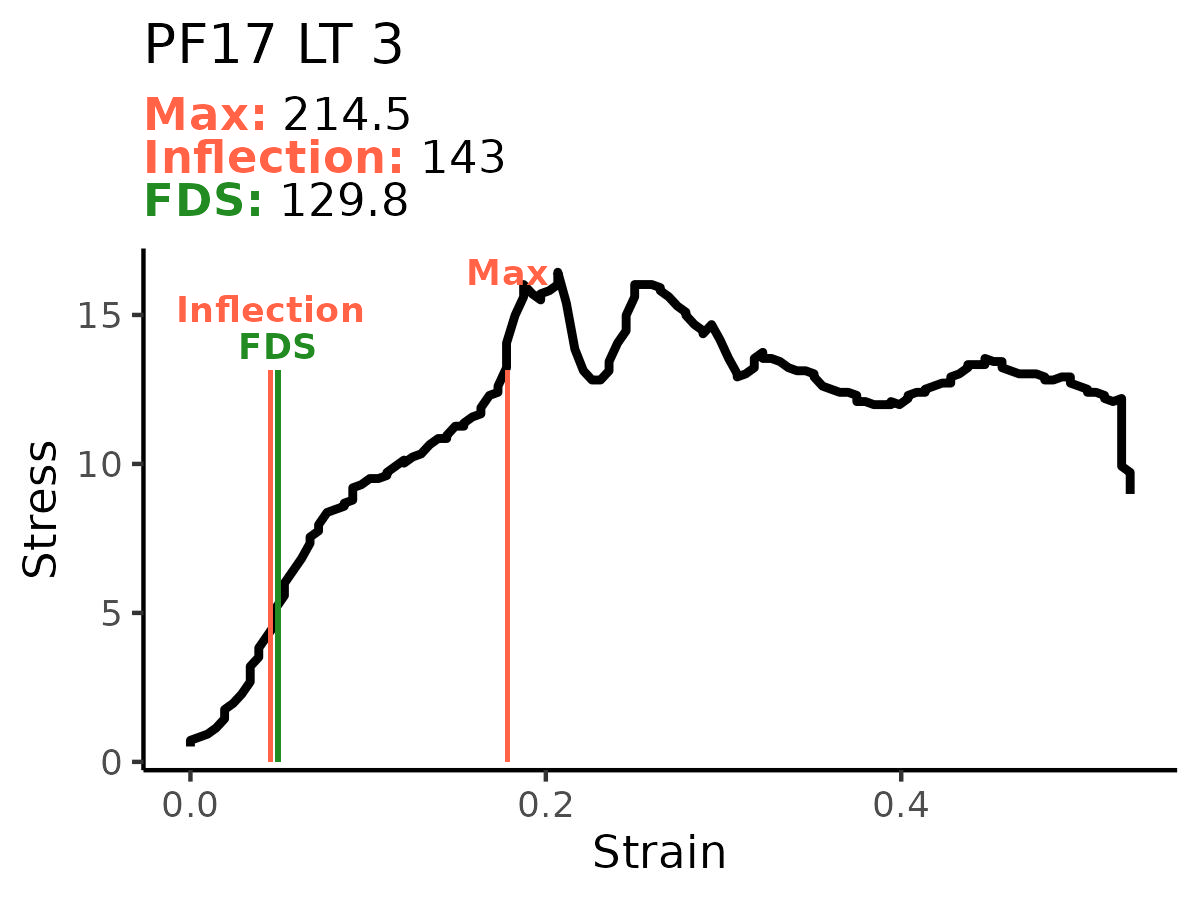 PF17 LT 3
Max: 214.5
Inflection: 143
FDS: 129.8
Max
Inflection
FDS
15
10
5
0
Stress
0.0 0.2 0.4
Strain